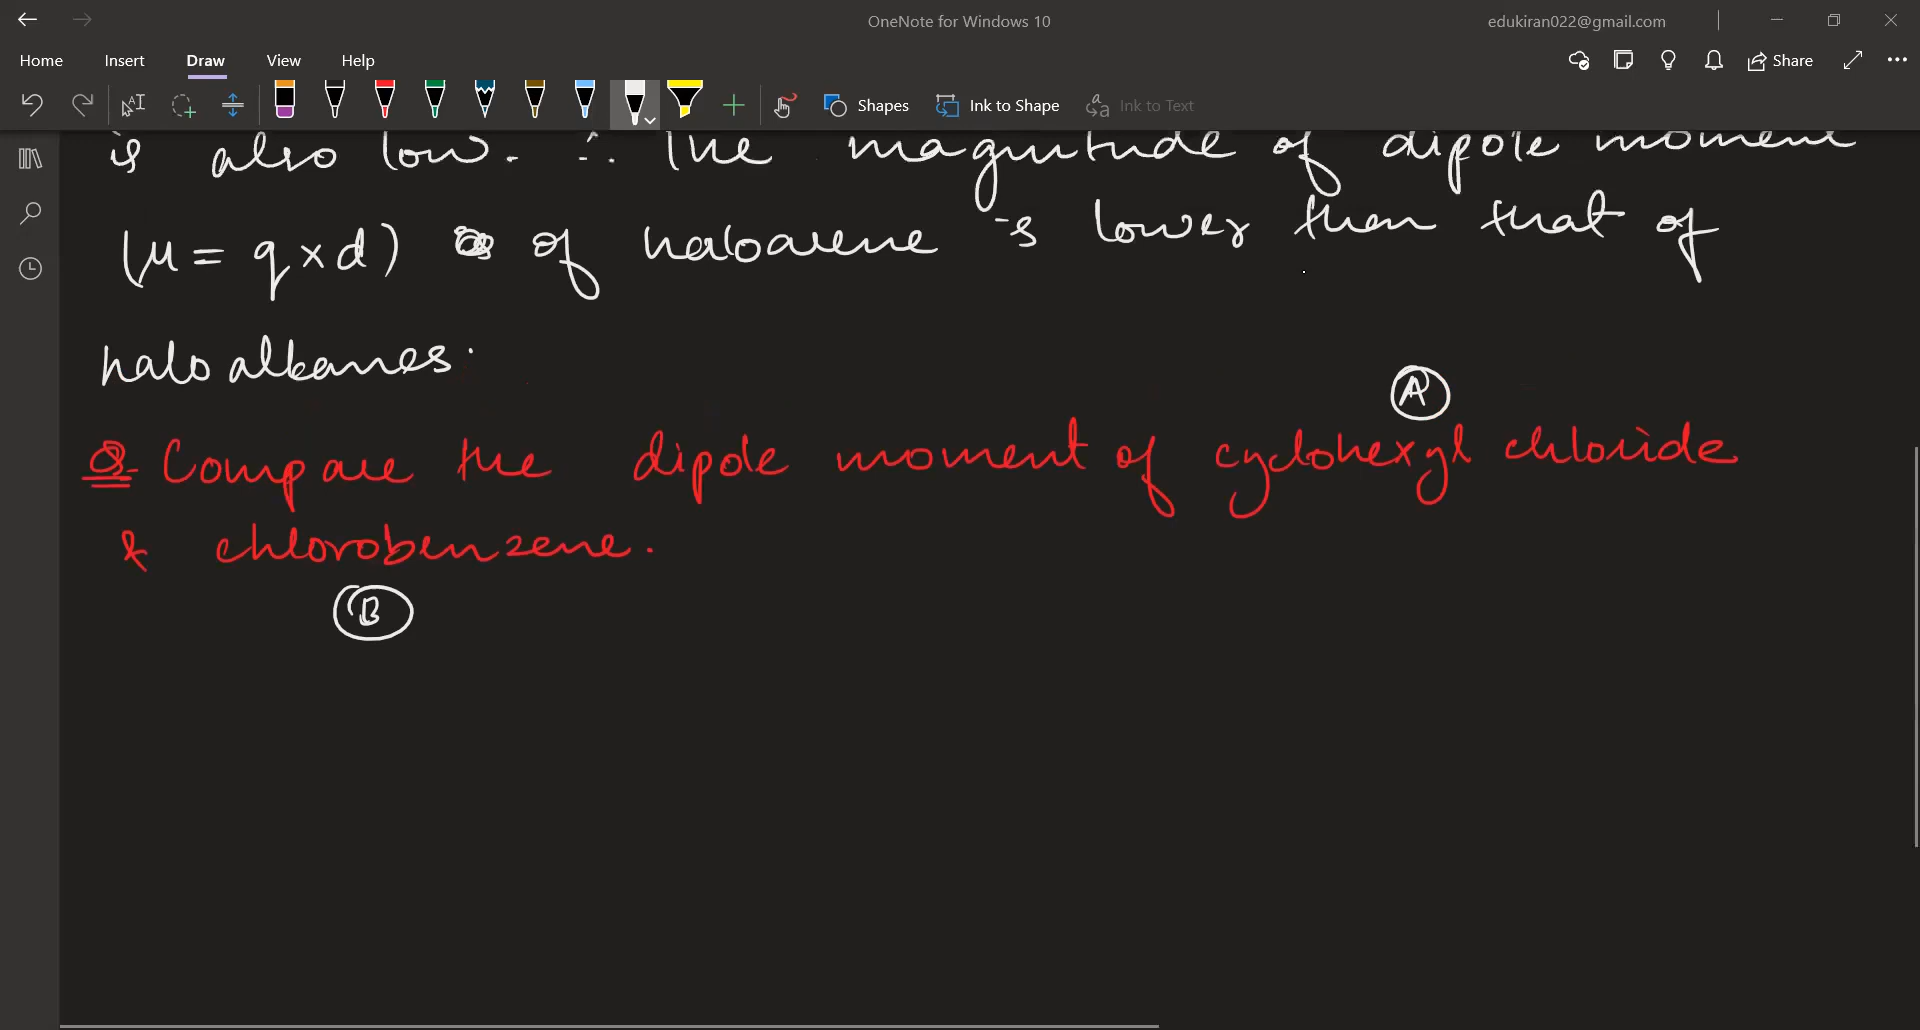 OneNote for Windows 10
edukiran022@gmail.com
Home Insert Draw View Help
Share
Shapes Ink to Shape Ink to Text
is also low. ∴ The magnitude of dipole moment
(μ = q × d) of haloarene is lower than that of
haloalkanes.
A
Q Compare the dipole moment of cyclohexyl chloride
& chlorobenzene.
B